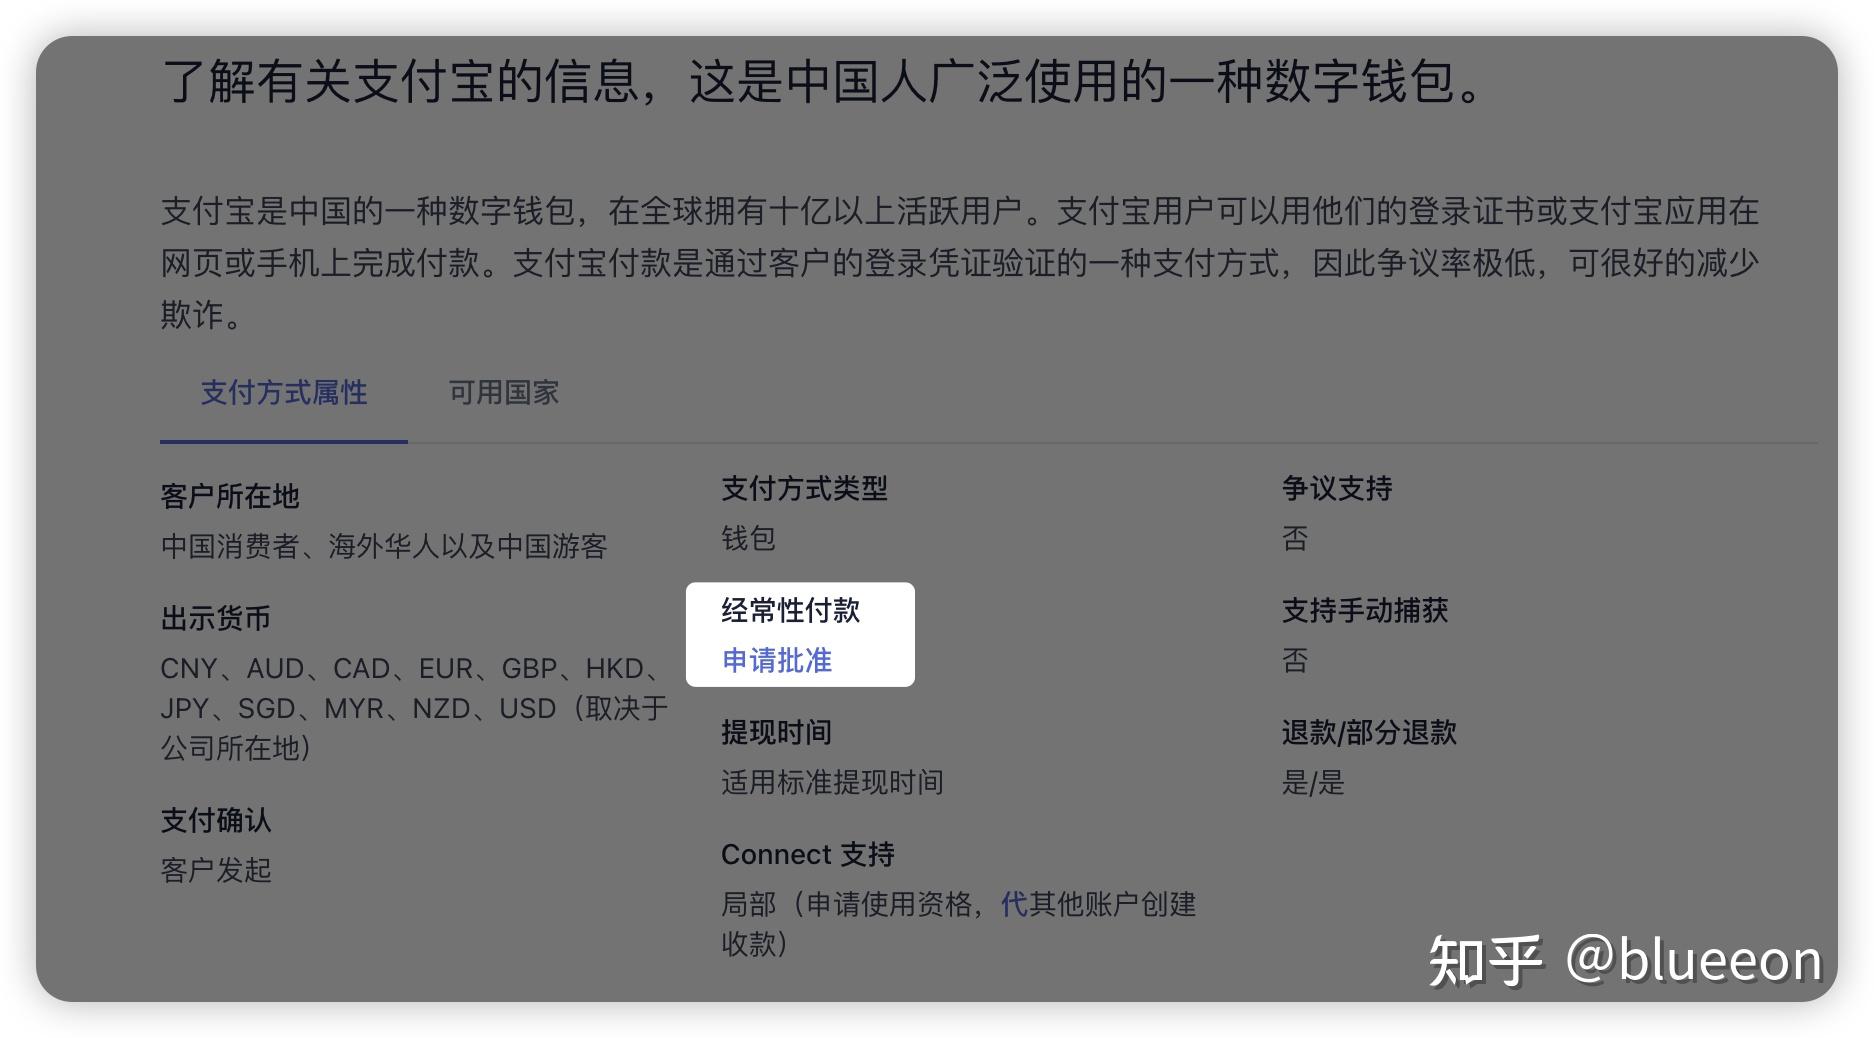 了解有关支付宝的信息，这是中国人广泛使用的一种数字钱包。
支付宝是中国的一种数字钱包，在全球拥有十亿以上活跃用户。支付宝用户可以用他们的登录证书或支付宝应用在
网页或手机上完成付款。支付宝付款是通过客户的登录凭证验证的一种支付方式，因此争议率极低，可很好的减少
欺诈。
支付方式属性
可用国家
客户所在地
中国消费者、海外华人以及中国游客
出示货币
CNY、AUD、CAD、EUR、GBP、HKD、
JPY、SGD、MYR、NZD、USD（取决于
公司所在地）
支付确认
客户发起
支付方式类型
钱包
经常性付款
申请批准
提现时间
适用标准提现时间
Connect 支持
局部（申请使用资格，代其他账户创建
收款）
争议支持
否
支持手动捕获
否
退款/部分退款
是/是
知乎 @blueeon